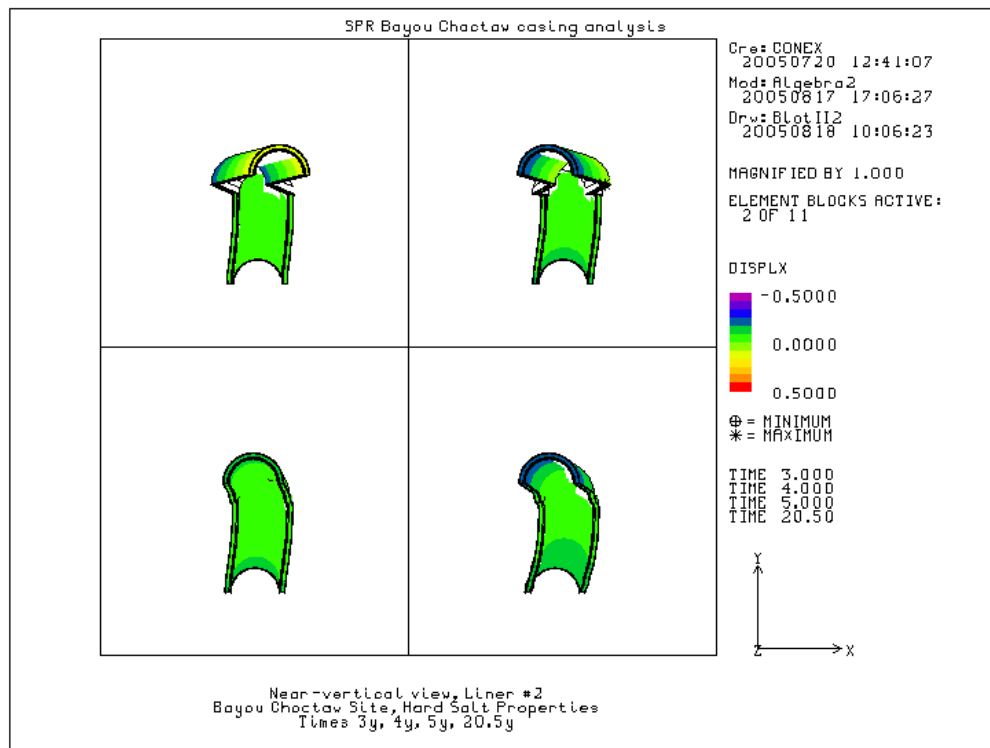 SPR Bayou Choctaw casing analysis
Cre: CONEX
20050720 12:41:07
Mod: Algebra2
20050817 17:06:27
Drw: BlotII2
20050818 10:06:23
MAGNIFIED BY 1.000
ELEMENT BLOCKS ACTIVE:
2 OF 11
DISPLX
-0.5000
0.0000
0.5000
⊕ = MINIMUM
* = MAXIMUM
TIME 3.000
TIME 4.000
TIME 5.000
TIME 20.50
Y
Z X
Near-vertical view, Liner #2
Bayou Choctaw Site, Hard Salt Properties
Times 3y, 4y, 5y, 20.5y